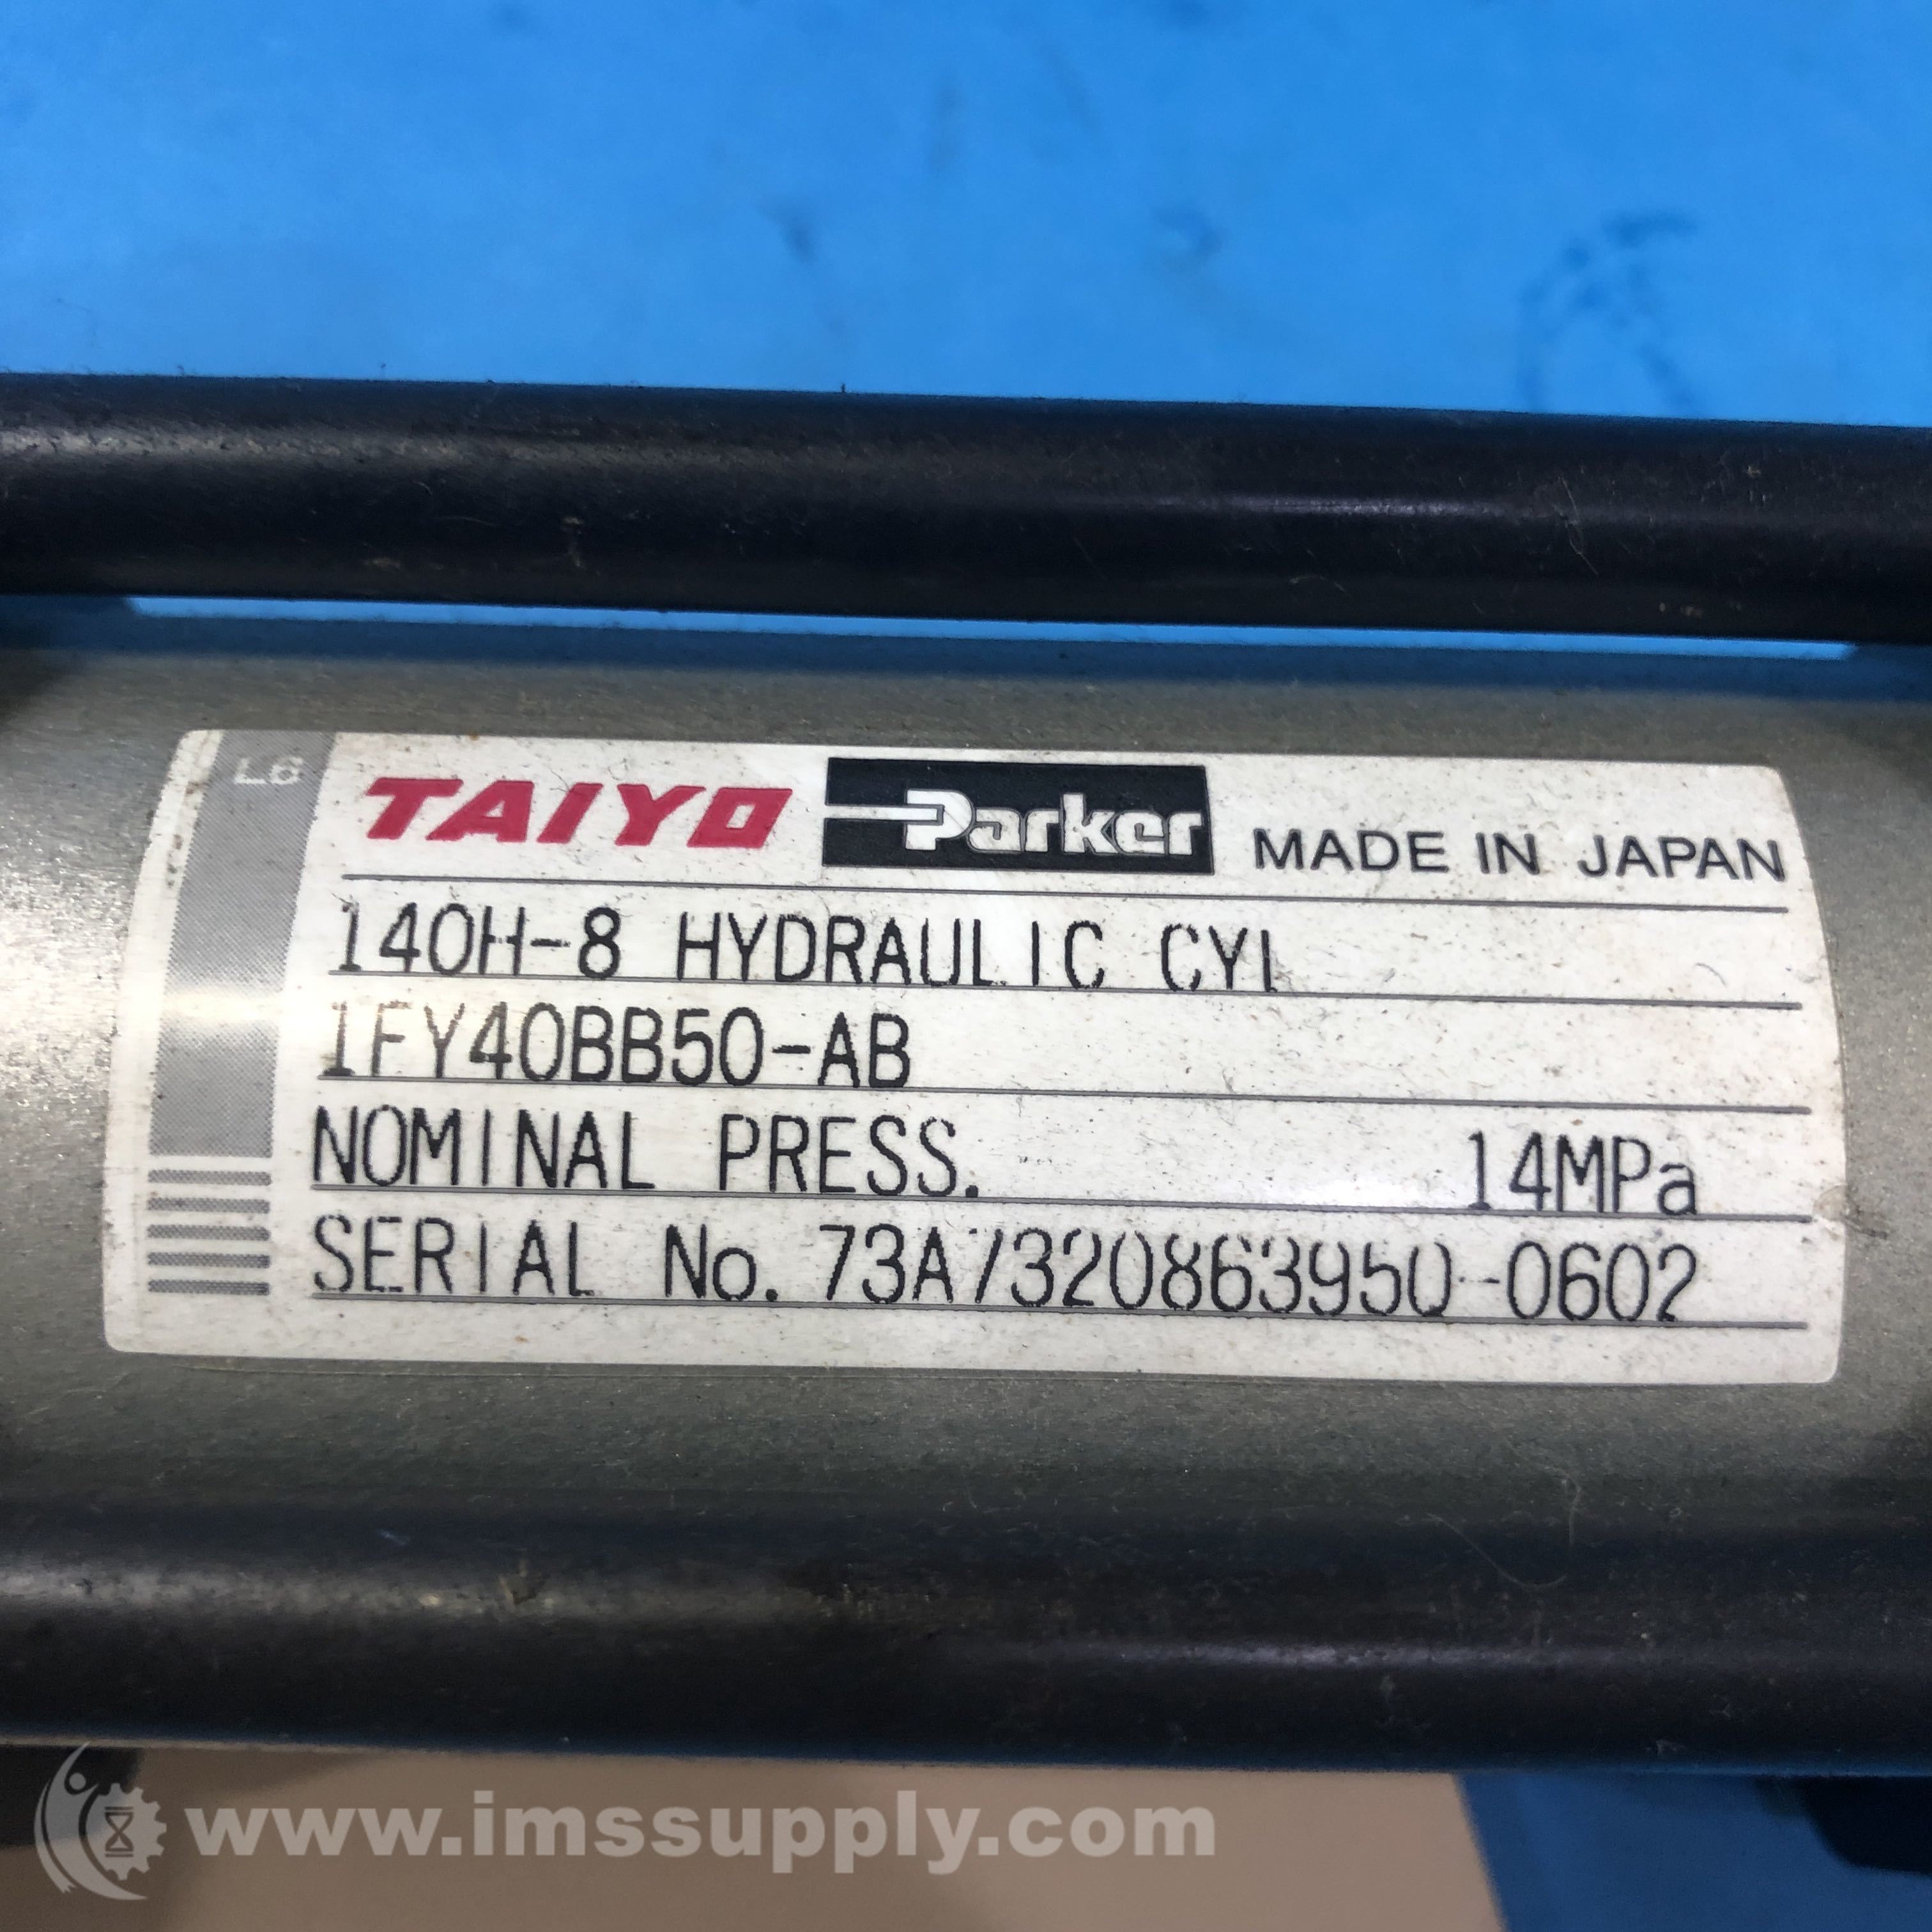 L6
TAIYO Parker MADE IN JAPAN
140H-8 HYDRAULIC CYL
1FY40BB50-AB
NOMINAL PRESS. 14MPa
SERIAL No. 73A7320863950-0602
www.imssupply.com